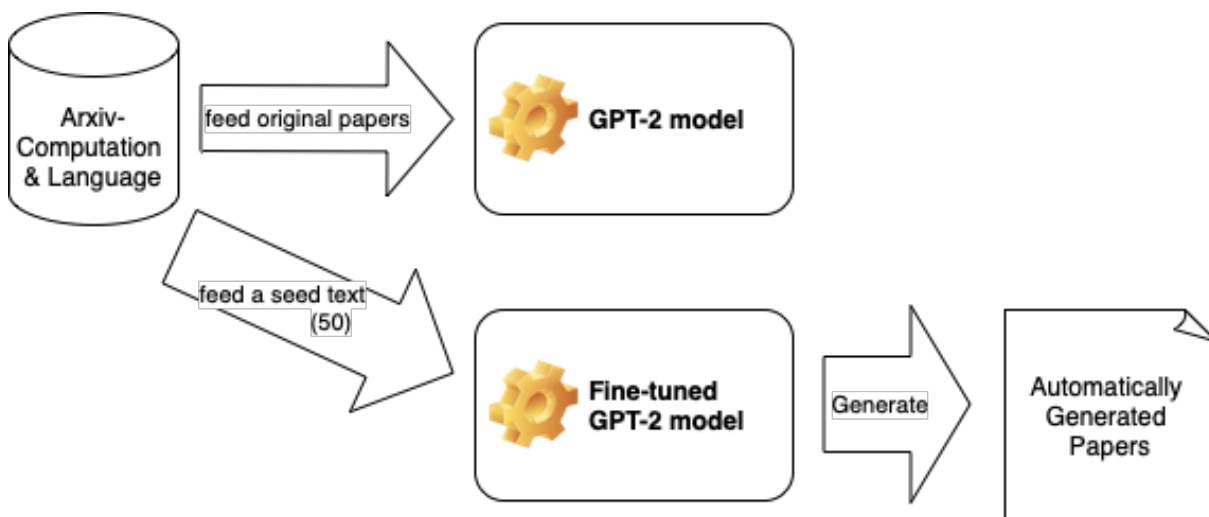 Arxiv-
Computation
& Language
feed original papers
GPT-2 model
feed a seed text
(50)
Fine-tuned
GPT-2 model
Generate
Automatically
Generated
Papers